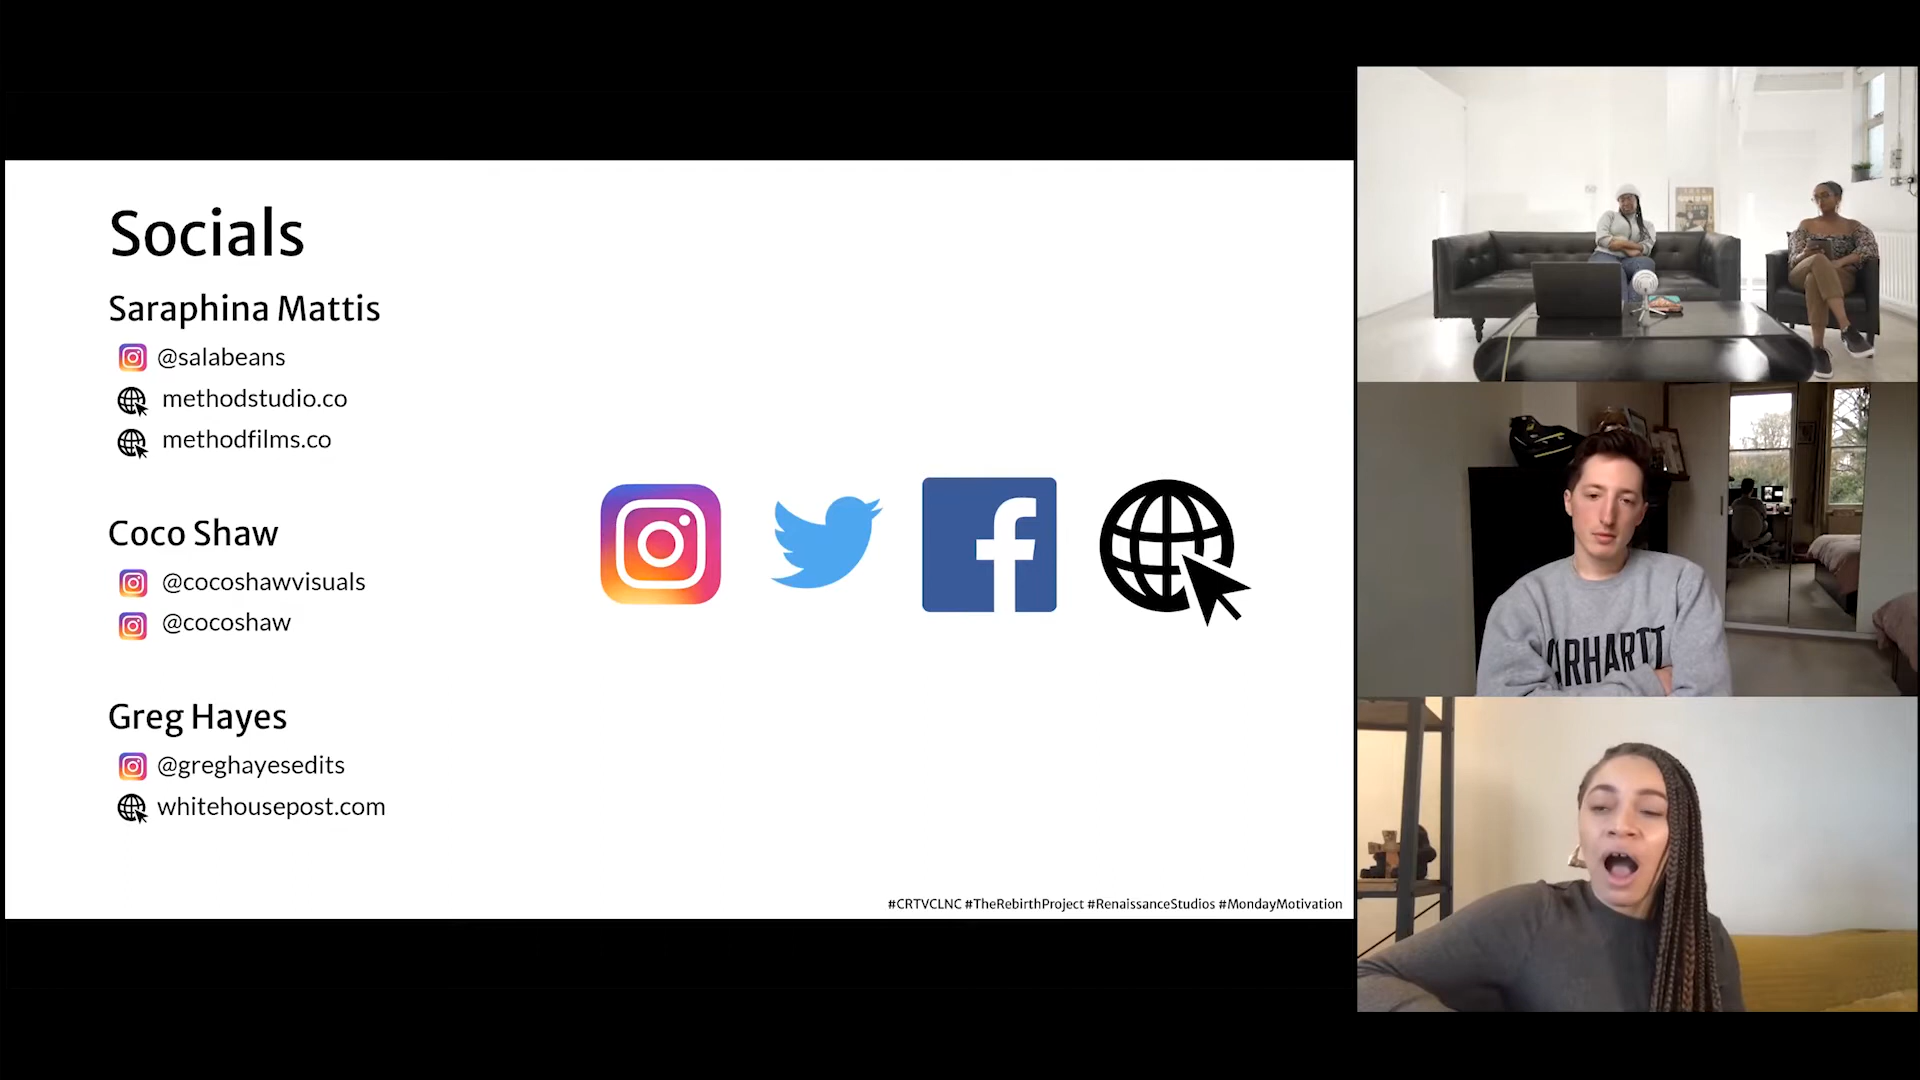 Socials
Saraphina Mattis
@salabeans
methodstudio.co
methodfilms.co
Coco Shaw
@cocoshawvisuals
@cocoshaw
Greg Hayes
@greghayesedits
whitehousepost.com
#CRTVCLNC #TheRebirthProject #RenaissanceStudios #MondayMotivation
ARHARTT